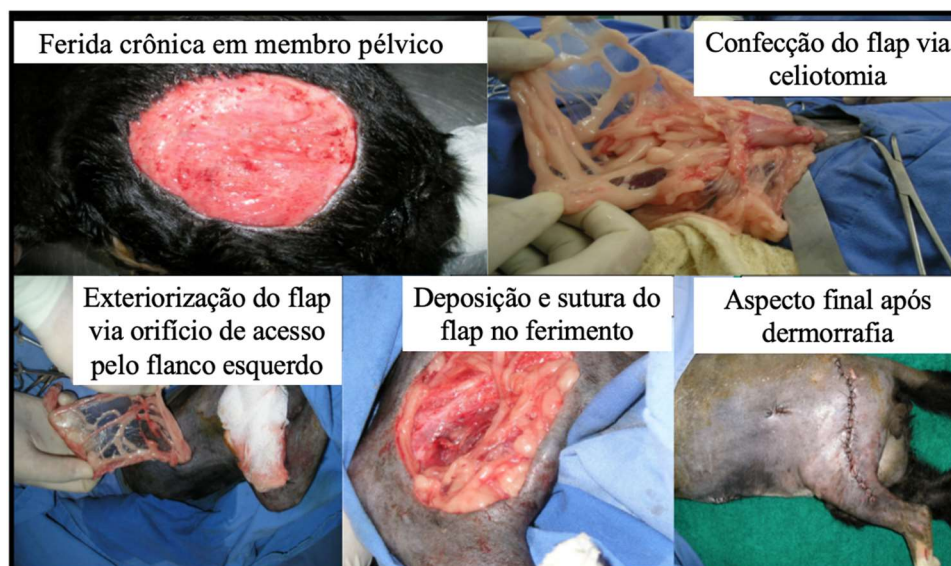 Ferida crônica em membro pélvico
Confecção do flap via
celiotomia
Exteriorização do flap
via orifício de acesso
pelo flanco esquerdo
Deposição e sutura do
flap no ferimento
Aspecto final após
dermorrafia